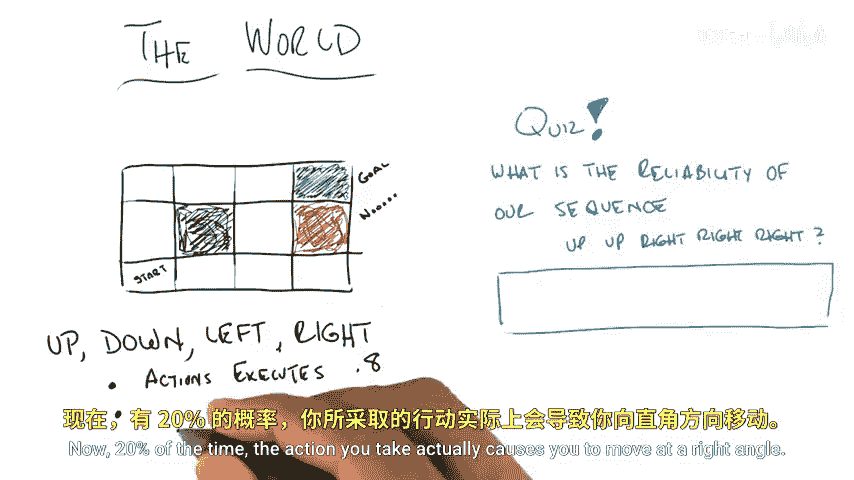 THE WORLD
QUIZ!
WHAT IS THE RELIABILITY OF
OUR SEQUENCE
UP UP RIGHT RIGHT RIGHT?
GOAL
NOOOO...
START
UP, DOWN, LEFT, RIGHT
• ACTIONS EXECUTES .8
•
现在，有 20% 的概率，你所采取的行动实际上会导致你向直角方向移动。
Now, 20% of the time, the action you take actually causes you to move at a right angle.